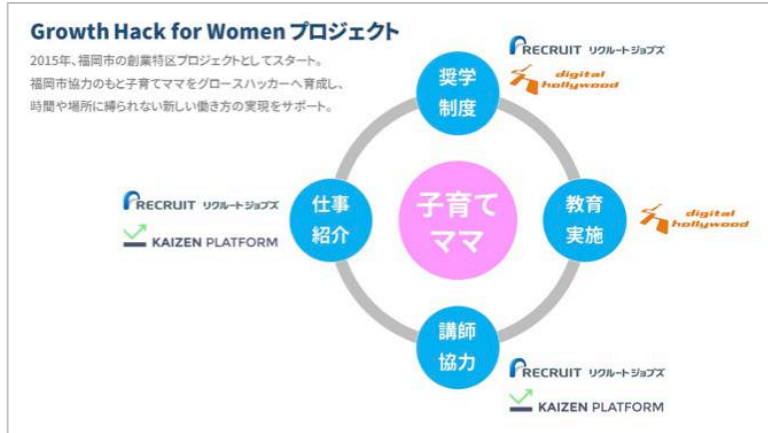 Growth Hack for Women プロジェクト
2015年、福岡市の創業特区プロジェクトとしてスタート。
福岡市協力のもと子育てママをグロースハッカーへ育成し、
時間や場所に縛られない新しい働き方の実現をサポート。
奨学
制度
RECRUIT リクルートジョブズ
digital
hollywood
RECRUIT リクルートジョブズ
KAIZEN PLATFORM
仕事
紹介
子育て
ママ
教育
実施
digital
hollywood
講師
協力
RECRUIT リクルートジョブズ
KAIZEN PLATFORM